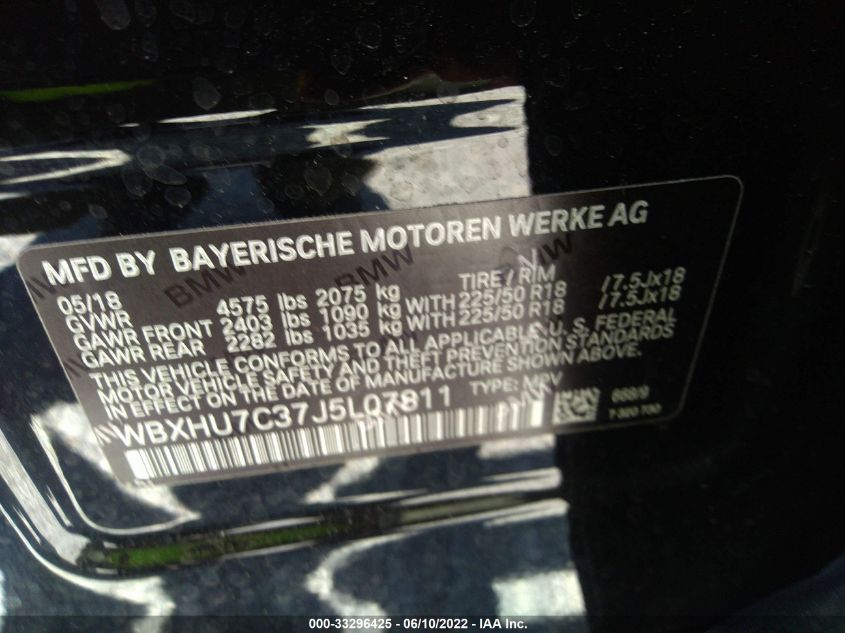 MFD BY BAYERISCHE MOTOREN WERKE AG
05/18 TIRE / RIM
GVWR 4575 lbs 2075 kg
GAWR FRONT 2403 lbs 1090 kg WITH 225/50 R18 /7.5Jx18
GAWR REAR 2282 lbs 1035 kg WITH 225/50 R18 /7.5Jx18
THIS VEHICLE CONFORMS TO ALL APPLICABLE U. S. FEDERAL
MOTOR VEHICLE SAFETY AND THEFT PREVENTION STANDARDS
IN EFFECT ON THE DATE OF MANUFACTURE SHOWN ABOVE.
WBXHU7C37J5L07811 TYPE: MPV
BMW BMW BMW
000-33296425 - 06/10/2022 - IAA Inc.